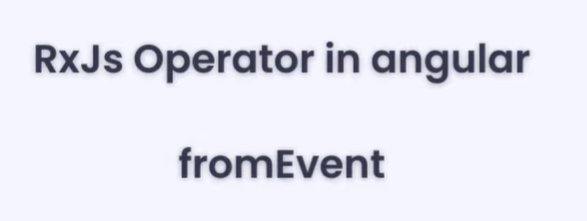 RxJs Operator in angular
fromEvent